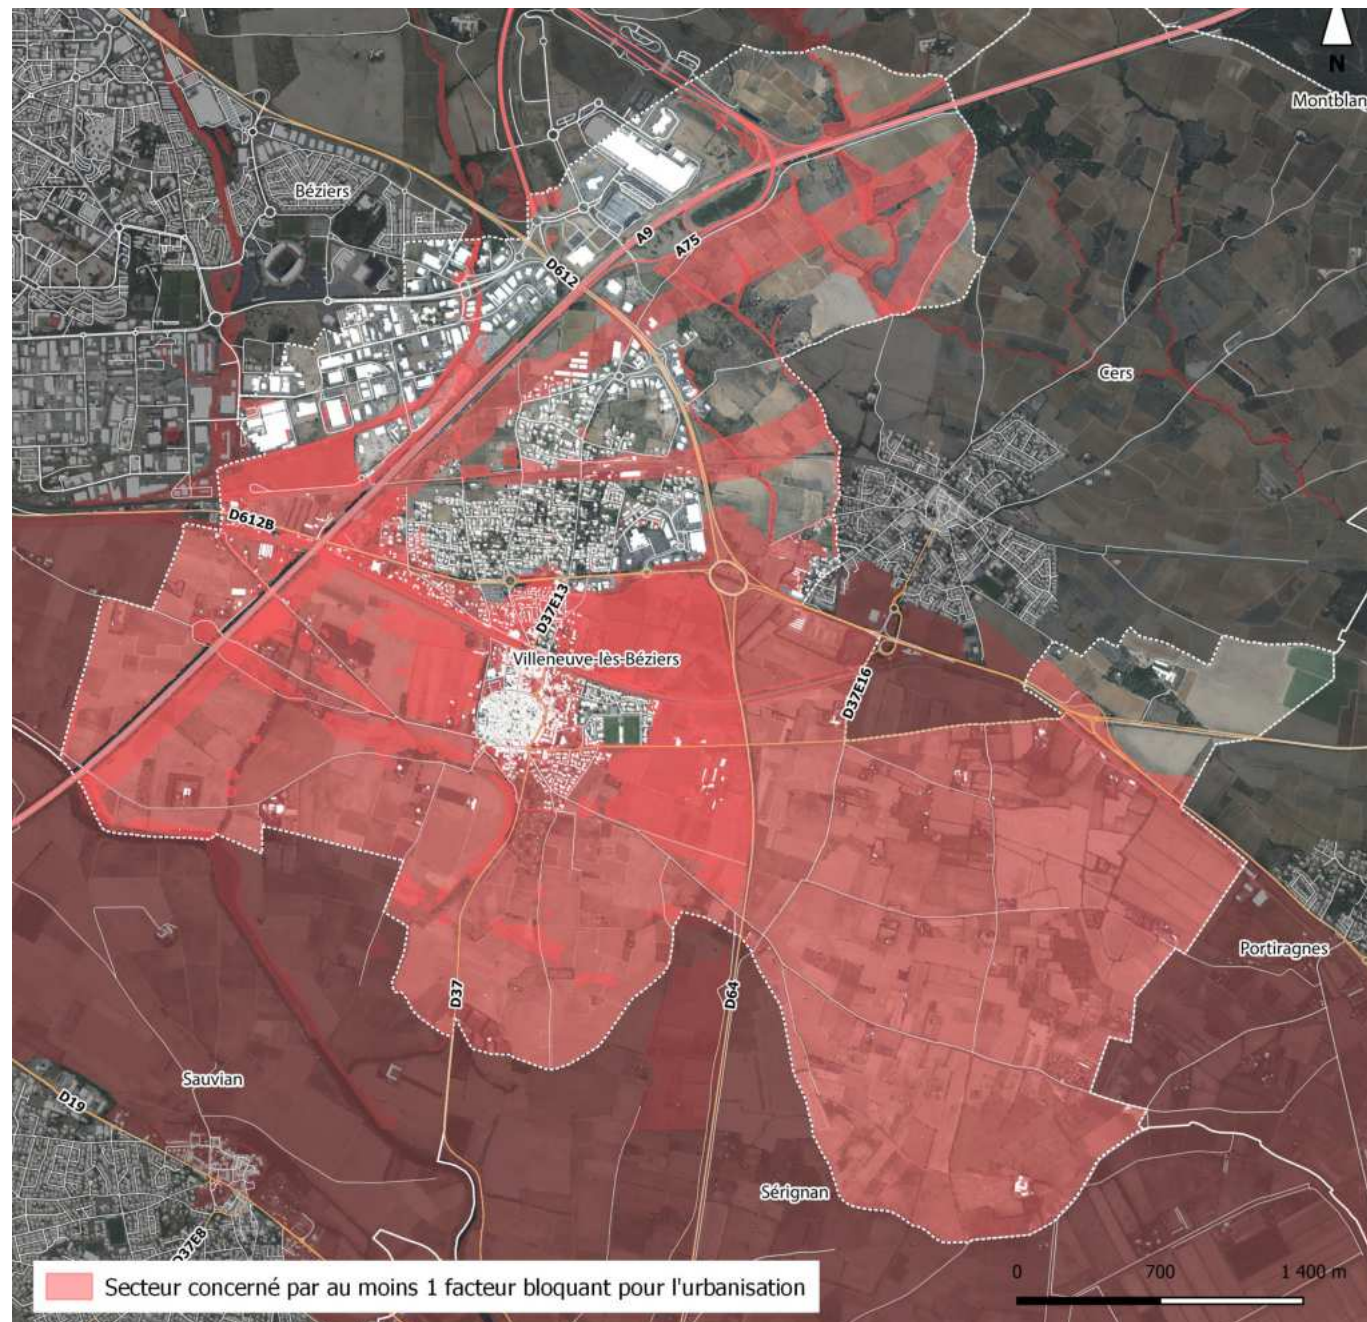 N
Montblan
Béziers
A9
A75
D612
Cers
D612B
D37E13
Villeneuve-lès-Béziers
D37E16
Portiragnes
D37
D64
Sauvian
D19
Sérignan
D37E8
Secteur concerné par au moins 1 facteur bloquant pour l'urbanisation
0 700 1 400 m